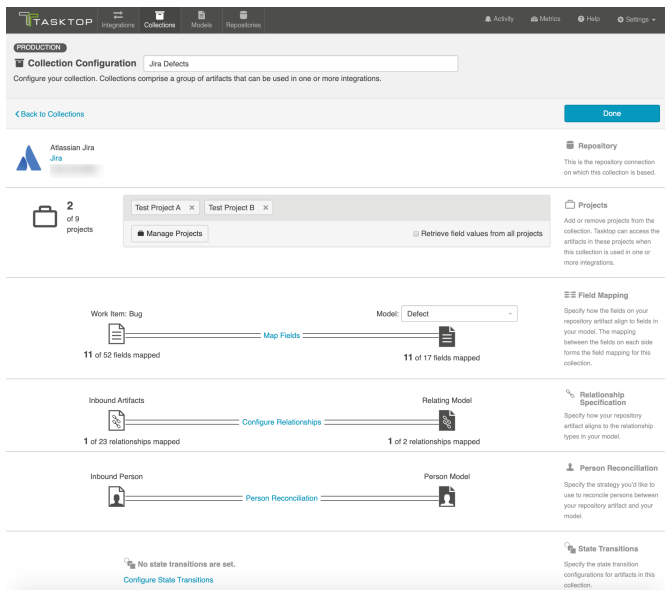 TASKTOP
Integrations
Collections
Models
Repositories
Activity
Metrics
Help
Settings
PRODUCTION
Collection Configuration
Jira Defects
Configure your collection. Collections comprise a group of artifacts that can be used in one or more integrations.
Back to Collections
Done
Atlassian Jira
Jira
Repository
This is the repository connection
on which this collection is based.
2
of 9
projects
Test Project A ×
Test Project B ×
Manage Projects
Retrieve field values from all projects
Projects
Add or remove projects from the
collection. Tasktop can access the
artifacts in these projects when
this collection is used in one or
more integrations.
Work Item: Bug
Model: Defect
Map Fields
11 of 52 fields mapped
11 of 17 fields mapped
Field Mapping
Specify how the fields on your
repository artifact align to fields in
your model. The mapping
between the fields on each side
forms the field mapping for this
collection.
Inbound Artifacts
Relating Model
Configure Relationships
1 of 23 relationships mapped
1 of 2 relationships mapped
Relationship
Specification
Specify how your repository
artifact aligns to the relationship
types in your model.
Inbound Person
Person Model
Person Reconciliation
Person Reconciliation
Specify the strategy you'd like to
use to reconcile persons between
your repository artifact and your
model.
No state transitions are set.
Configure State Transitions
State Transitions
Specify the state transition
configurations for artifacts in this
collection.